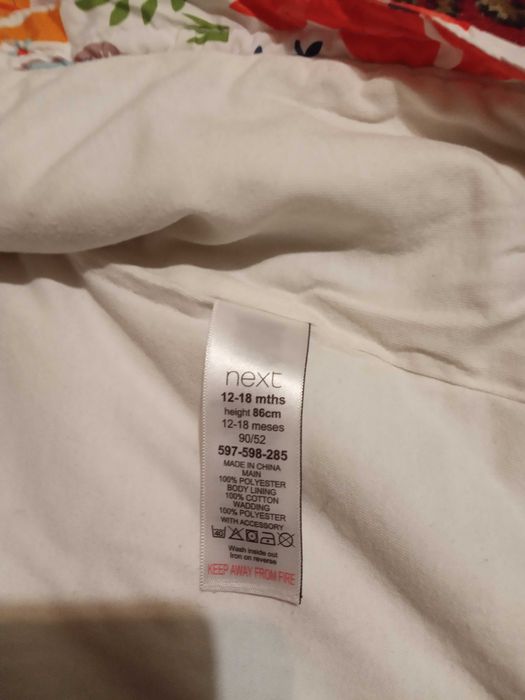 next
12-18 mths
height 86cm
12-18 meses
90/52
597-598-285
MADE IN CHINA
MAIN
100% POLYESTER
BODY LINING
100% COTTON
WADDING
100% POLYESTER
WITH ACCESSORY
40
Wash inside out
Iron on reverse
KEEP AWAY FROM FIRE